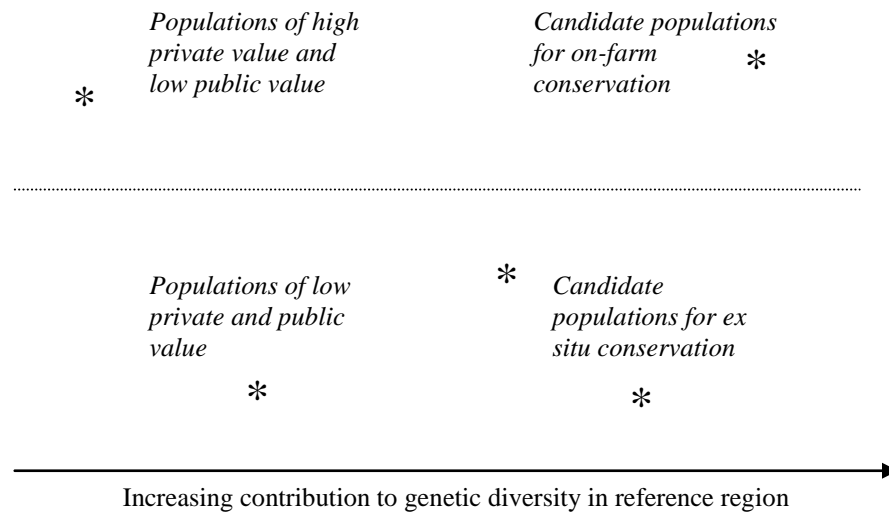 Populations of high
private value and
low public value
Candidate populations
for on-farm
conservation
*
*
Populations of low
private and public
value
*
*
Candidate
populations for ex
situ conservation
*
Increasing contribution to genetic diversity in reference region